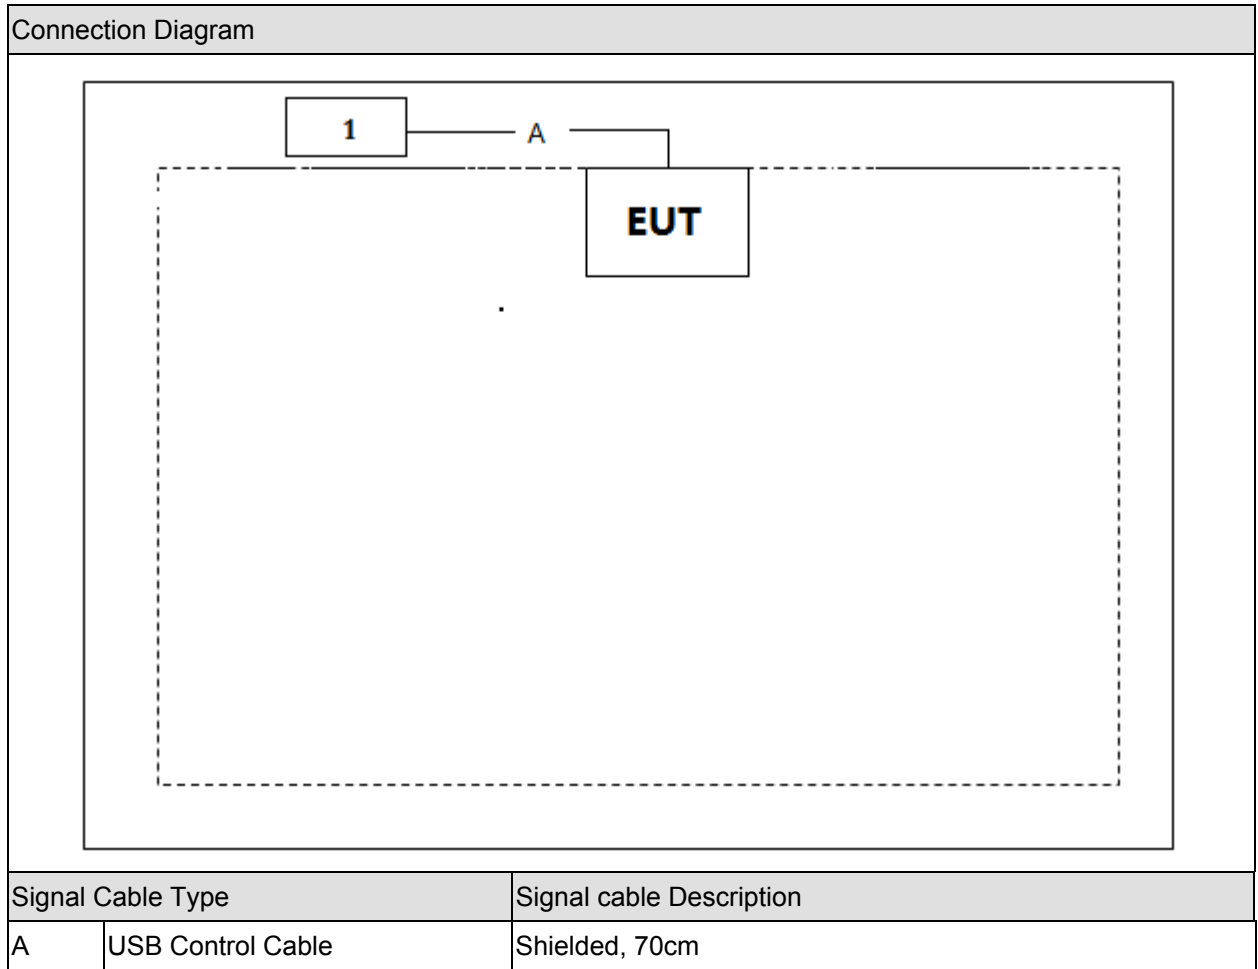 Connection Diagram
1
A
EUT
Signal Cable Type Signal cable Description
A USB Control Cable Shielded, 70cm